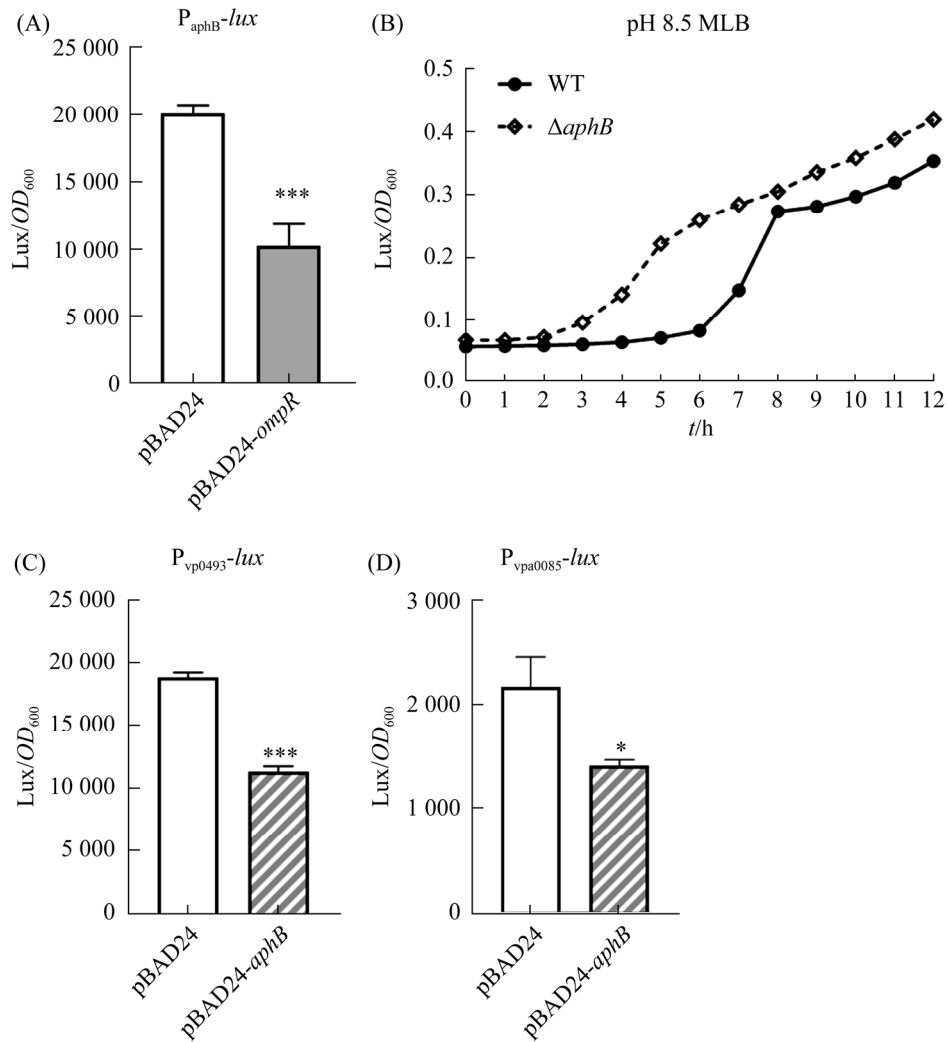 (A)
PaphB-lux
Lux/OD600
25 000
20 000
15 000
10 000
5 000
0
***
pBAD24
pBAD24-ompR
(B)
pH 8.5 MLB
Lux/OD600
0.5
0.4
0.3
0.2
0.1
0.0
WT
ΔaphB
0 1 2 3 4 5 6 7 8 9 10 11 12
t/h
(C)
Pvp0493-lux
Lux/OD600
25 000
20 000
15 000
10 000
5 000
0
***
pBAD24
pBAD24-aphB
(D)
Pvpa0085-lux
Lux/OD600
3 000
2 000
1 000
0
*
pBAD24
pBAD24-aphB